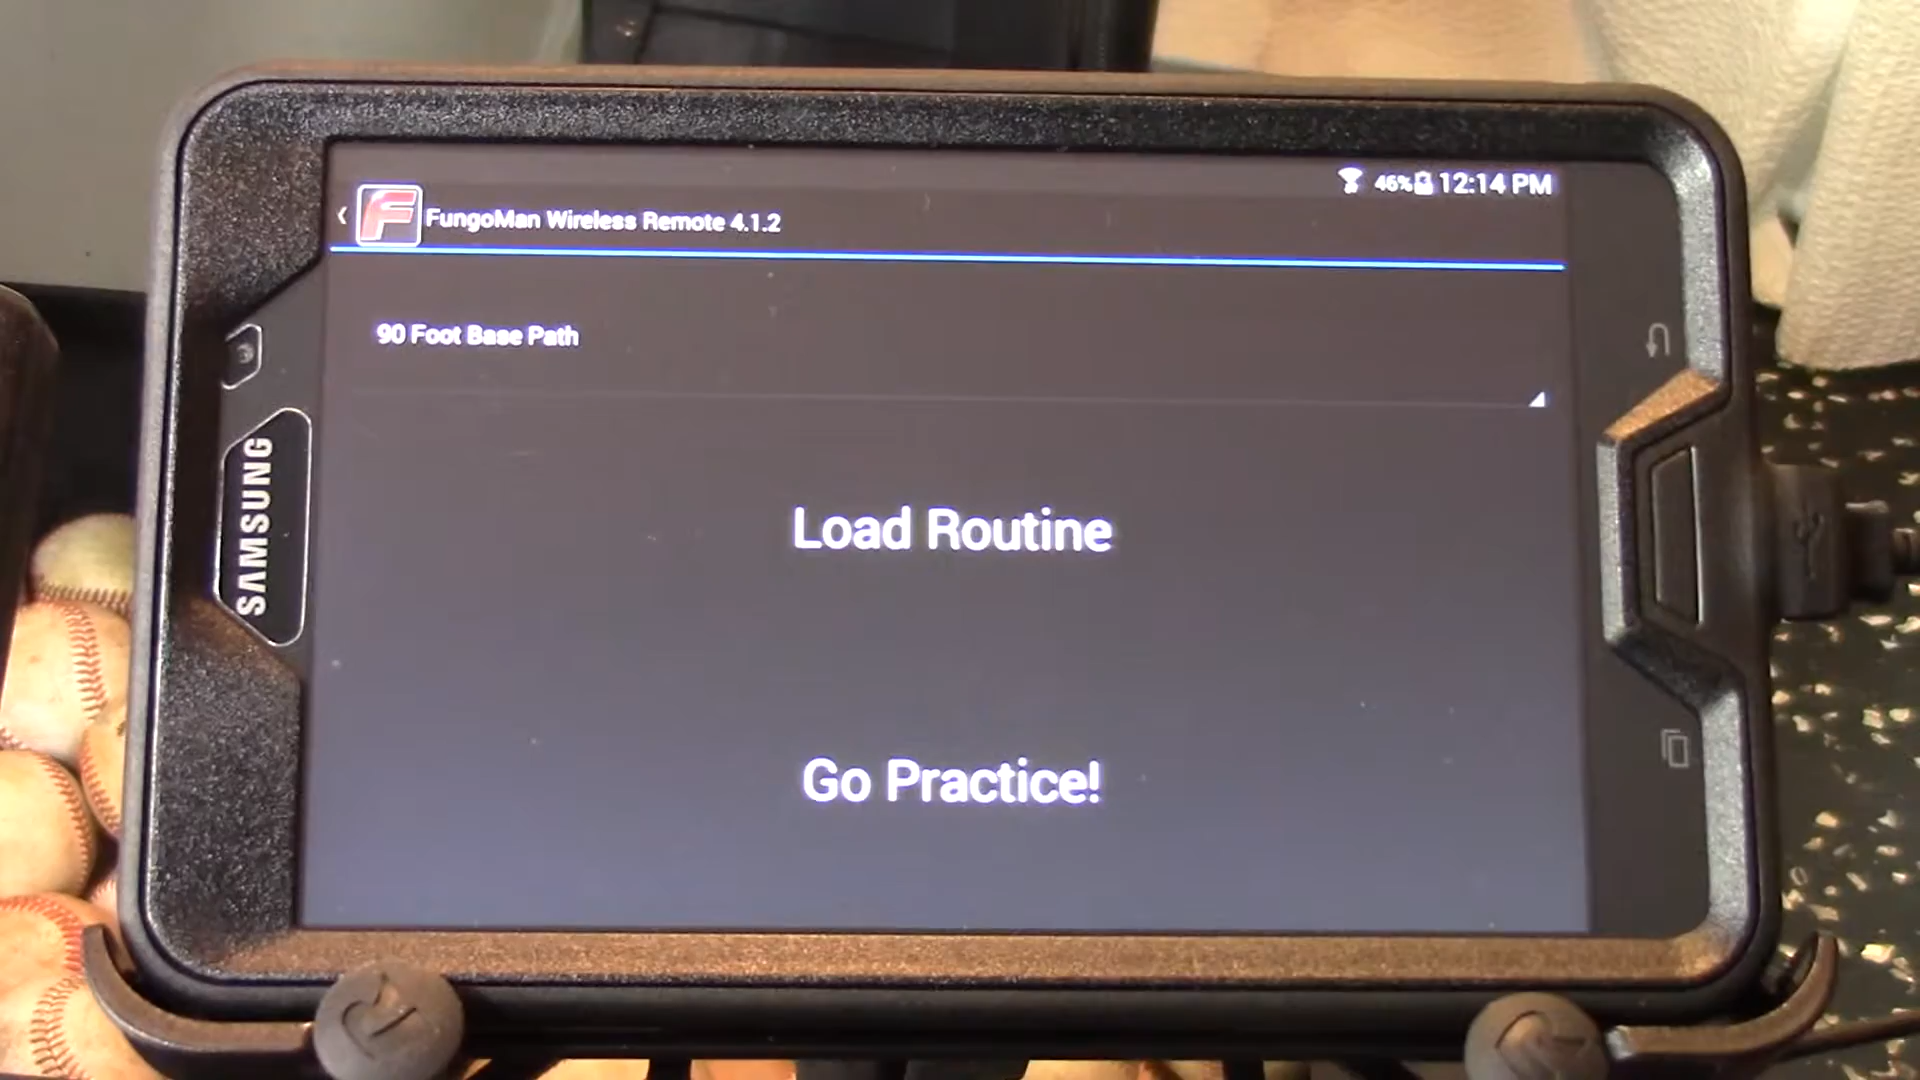 46% 12:14 PM
F FungoMan Wireless Remote 4.1.2
90 Foot Base Path
SAMSUNG
Load Routine
Go Practice!
R
R